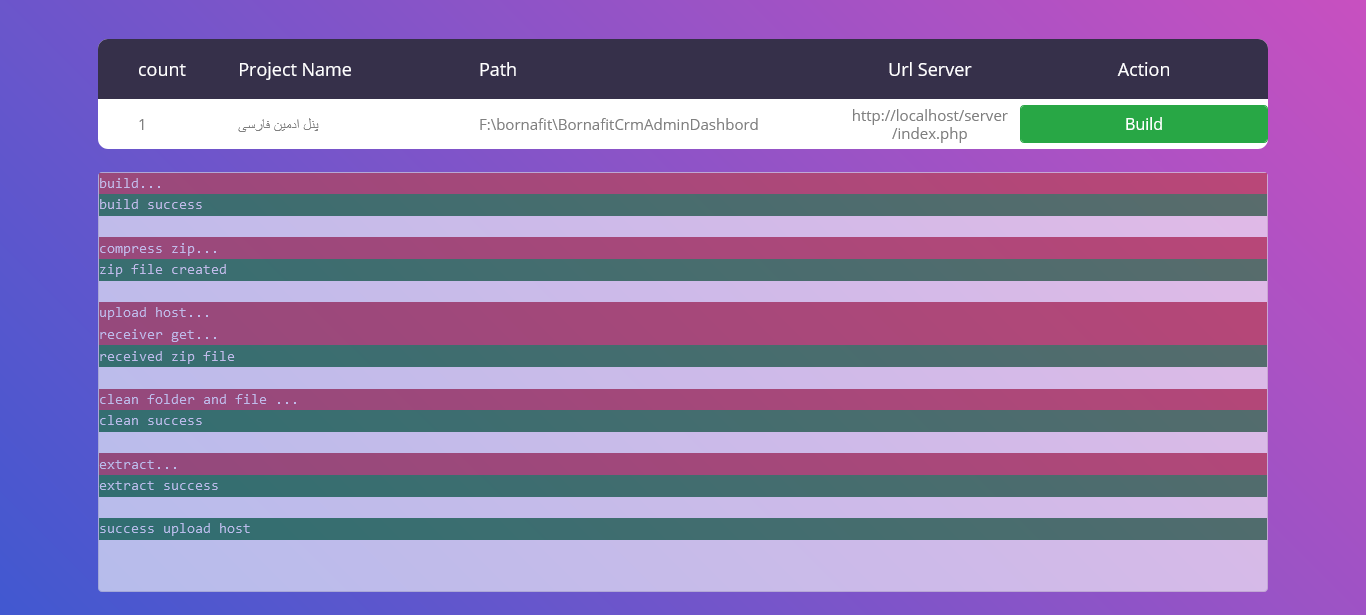 count Project Name Path Url Server Action
1 پنل ادمین فارسی F:\bornafit\BornafitCrmAdminDashbord http://localhost/server
/index.php Build
build...
build success
compress zip...
zip file created
upload host...
receiver get...
received zip file
clean folder and file ...
clean success
extract...
extract success
success upload host